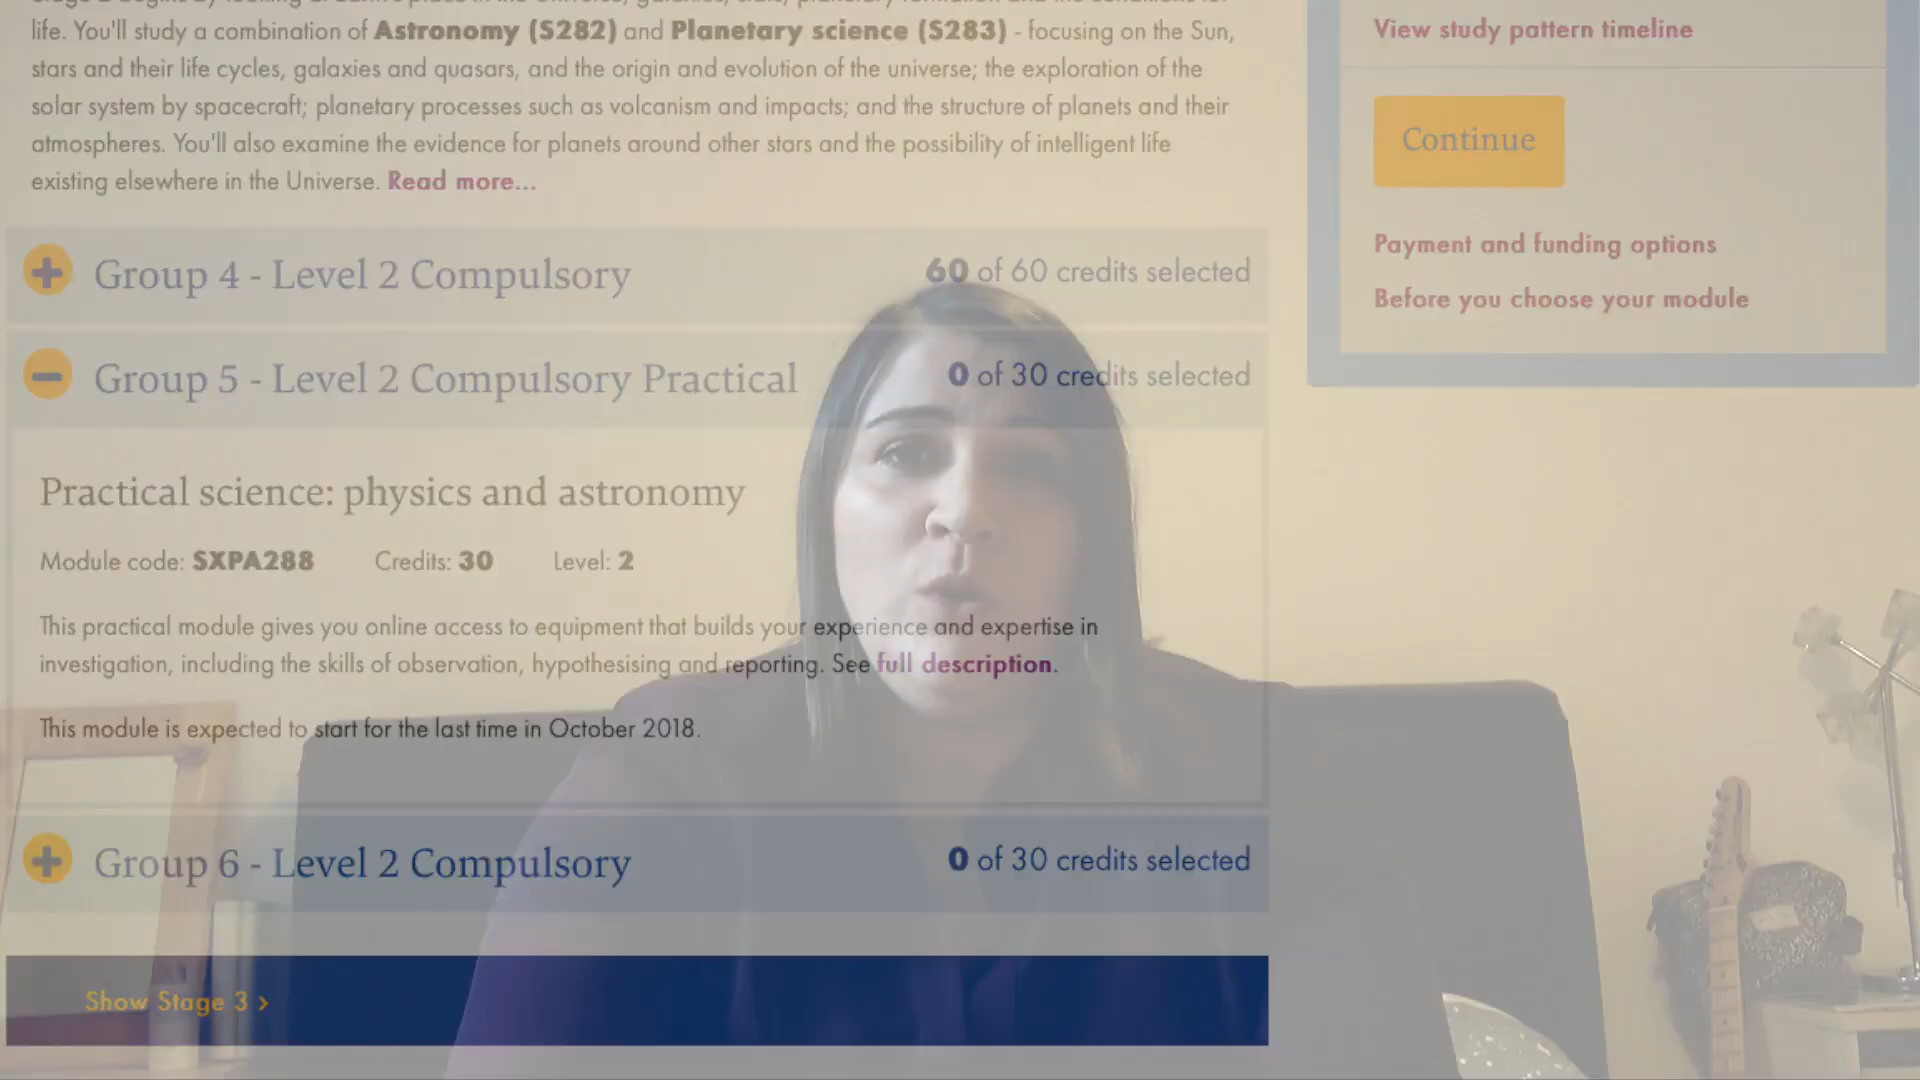 life. You'll study a combination of Astronomy (S282) and Planetary science (S283) - focusing on the Sun,
stars and their life cycles, galaxies and quasars, and the origin and evolution of the universe; the exploration of the
solar system by spacecraft; planetary processes such as volcanism and impacts; and the structure of planets and their
atmospheres. You'll also examine the evidence for planets around other stars and the possibility of intelligent life
existing elsewhere in the Universe. Read more...
View study pattern timeline
Continue
Payment and funding options
Before you choose your module
Group 4 - Level 2 Compulsory
60 of 60 credits selected
Group 5 - Level 2 Compulsory Practical
0 of 30 credits selected
Practical science: physics and astronomy
Module code: SXPA288 Credits: 30 Level: 2
This practical module gives you online access to equipment that builds your experience and expertise in
investigation, including the skills of observation, hypothesising and reporting. See full description.
This module is expected to start for the last time in October 2018.
Group 6 - Level 2 Compulsory
0 of 30 credits selected
Show Stage 3 >